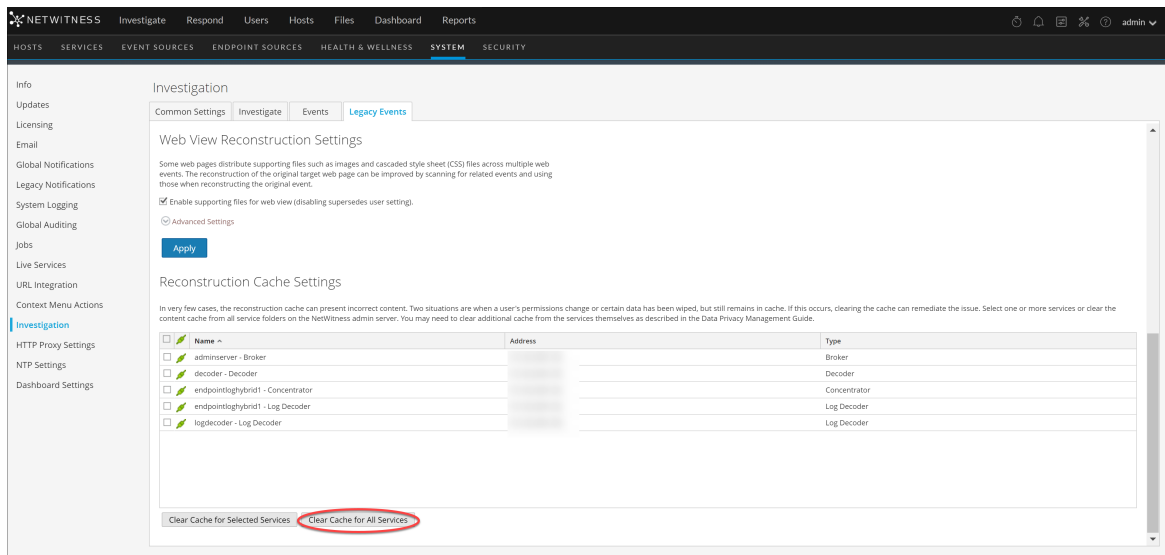 NETWITNESS Investigate Respond Users Hosts Files Dashboard Reports admin
HOSTS SERVICES EVENT SOURCES ENDPOINT SOURCES HEALTH & WELLNESS SYSTEM SECURITY
Info
Updates
Licensing
Email
Global Notifications
Legacy Notifications
System Logging
Global Auditing
Jobs
Live Services
URL Integration
Context Menu Actions
Investigation
HTTP Proxy Settings
NTP Settings
Dashboard Settings
Investigation
Common Settings Investigate Events Legacy Events
Web View Reconstruction Settings
Some web pages distribute supporting files such as images and cascaded style sheet (CSS) files across multiple web
events. The reconstruction of the original target web page can be improved by scanning for related events and using
those when reconstructing the original event.
Enable supporting files for web view (disabling supersedes user setting).
Advanced Settings
Apply
Reconstruction Cache Settings
In very few cases, the reconstruction cache can present incorrect content. Two situations are when a user's permissions change or certain data has been wiped, but still remains in cache. If this occurs, clearing the cache can remediate the issue. Select one or more services or clear the
content cache from all service folders on the NetWitness admin server. You may need to clear additional cache from the services themselves as described in the Data Privacy Management Guide.
Name Address Type
adminserver - Broker Broker
decoder - Decoder Decoder
endpointloghybrid1 - Concentrator Concentrator
endpointloghybrid1 - Log Decoder Log Decoder
logdecoder - Log Decoder Log Decoder
Clear Cache for Selected Services Clear Cache for All Services